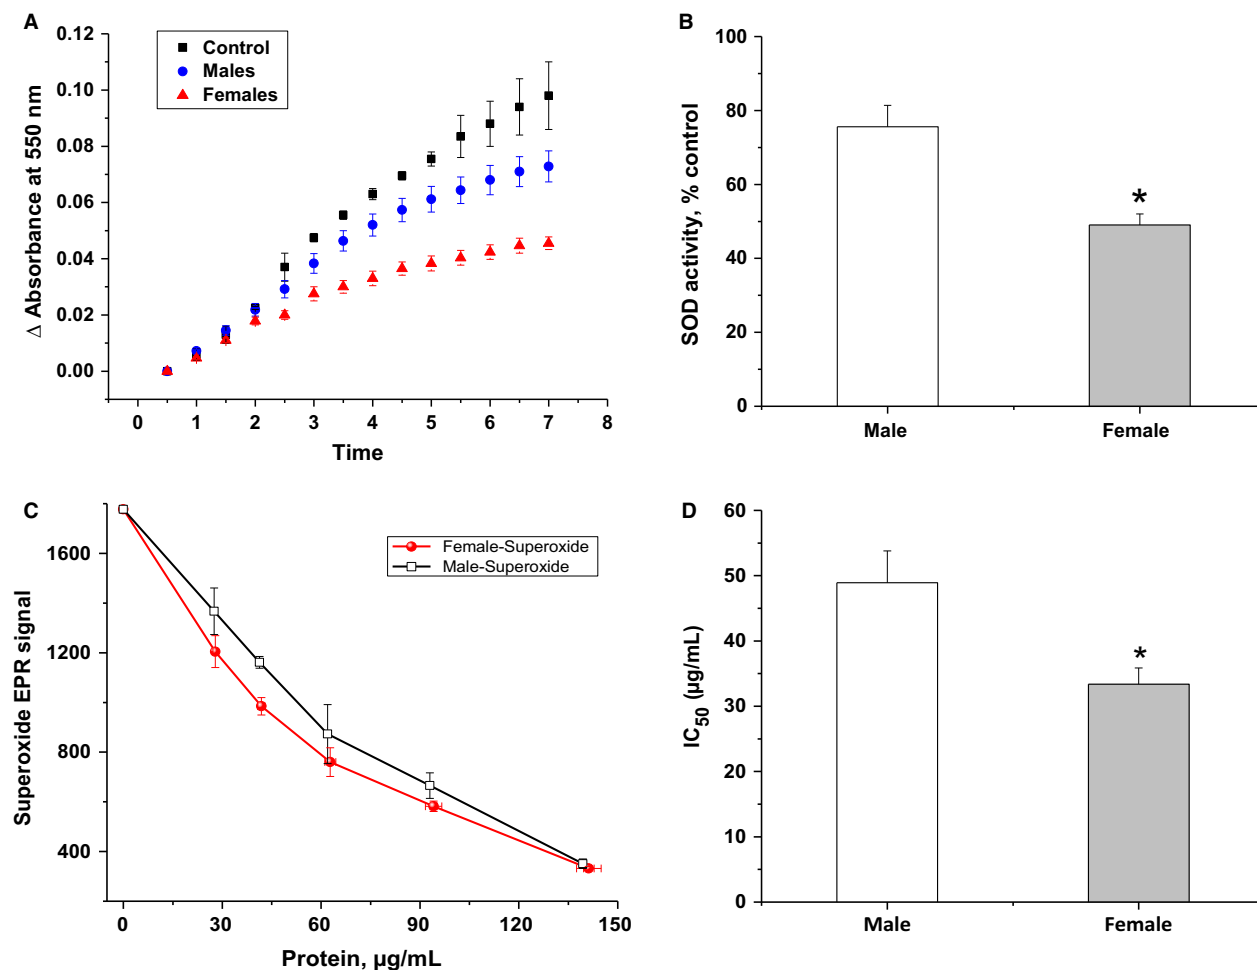 A
Δ Absorbance at 550 nm
0.12
0.10
0.08
0.06
0.04
0.02
0.00
Control
Males
Females
0 1 2 3 4 5 6 7 8
Time
B
SOD activity, % control
100
80
60
40
20
0
*
Male Female
C
Superoxide EPR signal
1600
1200
800
400
Female-Superoxide
Male-Superoxide
0 30 60 90 120 150
Protein, µg/mL
D
IC50 (µg/mL)
60
50
40
30
20
10
0
*
Male Female